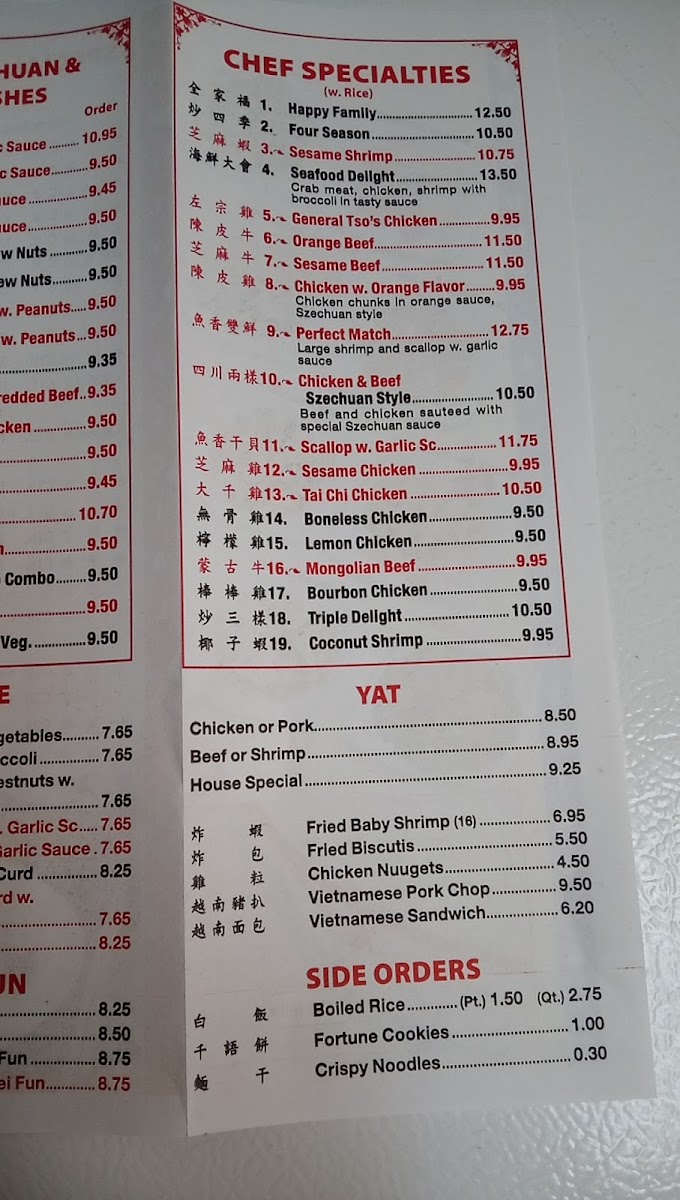 HUAN &
SHES
Order
c Sauce ......... 10.95
c Sauce............ 9.50
auce ................... 9.45
auce ................... 9.50
w Nuts ............ 9.50
ew Nuts............ 9.50
w. Peanuts.....9.50
w. Peanuts...9.50
9.35
redded Beef..9.35
cken ................ 9.50
9.50
9.45
10.70
9.50
Combo......... 9.50
9.50
Veg. ................ 9.50
E
getables.......... 7.65
ccoli................. 7.65
estnuts w.
7.65
. Garlic Sc..... 7.65
Garlic Sauce . 7.65
Curd ................ 8.25
rd w.
7.65
8.25
UN
8.25
8.50
Fun ................. 8.75
ei Fun............. 8.75
CHEF SPECIALTIES
(w. Rice)
全家福 1. Happy Family............................ 12.50
炒四季 2. Four Season............................ 10.50
芝麻蝦 3. Sesame Shrimp........................ 10.75
海鮮大會 4. Seafood Delight........................ 13.50
Crab meat, chicken, shrimp with
broccoli in tasty sauce
左宗雞 5. General Tso's Chicken .............. 9.95
陳皮牛 6. Orange Beef............................ 11.50
芝麻牛 7. Sesame Beef............................ 11.50
陳皮雞 8. Chicken w. Orange Flavor........ 9.95
Chicken chunks in orange sauce,
Szechuan style
魚香雙鮮 9. Perfect Match............................ 12.75
Large shrimp and scallop w. garlic
sauce
四川兩樣 10. Chicken & Beef
Szechuan Style........................ 10.50
Beef and chicken sauteed with
special Szechuan sauce
魚香干貝 11. Scallop w. Garlic Sc................. 11.75
芝麻雞 12. Sesame Chicken ........................ 9.95
大千雞 13. Tai Chi Chicken ........................ 10.50
無骨雞 14. Boneless Chicken ...................... 9.50
檸檬雞 15. Lemon Chicken ........................ 9.50
蒙古牛 16. Mongolian Beef ........................ 9.95
棒棒雞 17. Bourbon Chicken ...................... 9.50
炒三樣 18. Triple Delight .......................... 10.50
椰子蝦 19. Coconut Shrimp ........................ 9.95
YAT
Chicken or Pork........................................ 8.50
Beef or Shrimp ........................................ 8.95
House Special .......................................... 9.25
炸蝦 Fried Baby Shrimp (16) .................. 6.95
炸包 Fried Biscutis .................................. 5.50
雞粒 Chicken Nuugets .......................... 4.50
越南豬扒 Vietnamese Pork Chop ................ 9.50
越南面包 Vietnamese Sandwich.................. 6.20
SIDE ORDERS
白飯 Boiled Rice ............ (Pt.) 1.50 (Qt.) 2.75
千語餅 Fortune Cookies ............................ 1.00
麵干 Crispy Noodles................................ 0.30